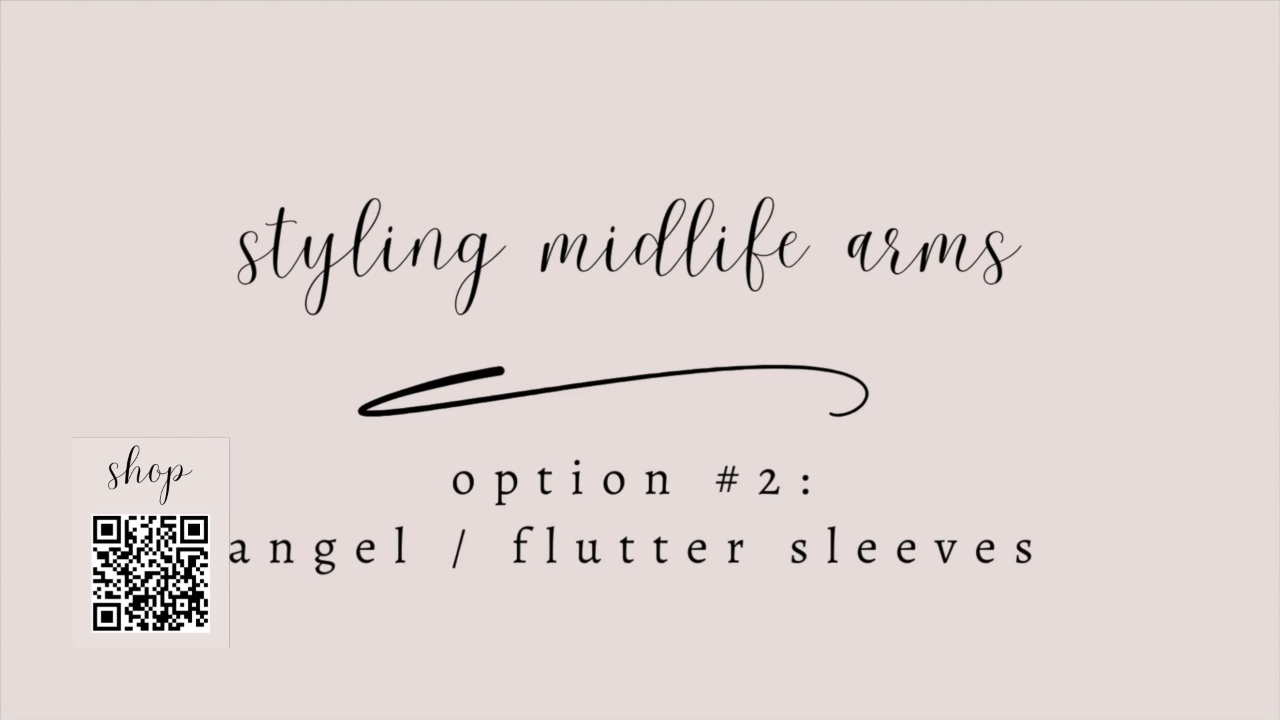 styling midlife arms
option #2:
angel / flutter sleeves
shop